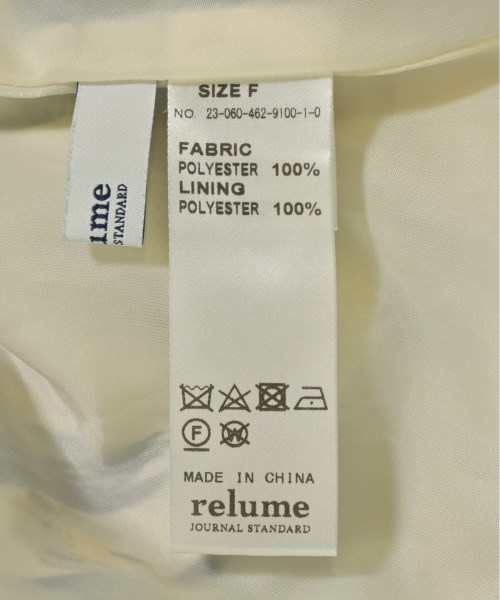 SIZE F
NO 23-060-462-9100-1-0
FABRIC
POLYESTER 100%
LINING
POLYESTER 100%
F
W
MADE IN CHINA
relume
JOURNAL STANDARD
ume
STANDARD